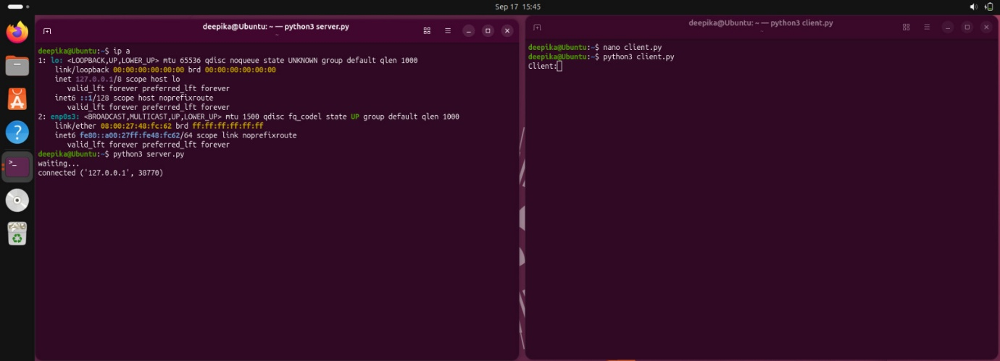 Sep 17 15:45
deepika@Ubuntu: ~ — python3 server.py
~
deepika@Ubuntu:~$ ip a
1: lo: <LOOPBACK,UP,LOWER_UP> mtu 65536 qdisc noqueue state UNKNOWN group default qlen 1000
link/loopback 00:00:00:00:00:00 brd 00:00:00:00:00:00
inet 127.0.0.1/8 scope host lo
valid_lft forever preferred_lft forever
inet6 ::1/128 scope host noprefixroute
valid_lft forever preferred_lft forever
2: enp0s3: <BROADCAST,MULTICAST,UP,LOWER_UP> mtu 1500 qdisc fq_codel state UP group default qlen 1000
link/ether 08:00:27:48:fc:62 brd ff:ff:ff:ff:ff:ff
inet6 fe80::a00:27ff:fe48:fc62/64 scope link noprefixroute
valid_lft forever preferred_lft forever
deepika@Ubuntu:~$ python3 server.py
waiting...
connected ('127.0.0.1', 38770)
deepika@Ubuntu: ~ — python3 client.py
~
deepika@Ubuntu:~$ nano client.py
deepika@Ubuntu:~$ python3 client.py
Client: